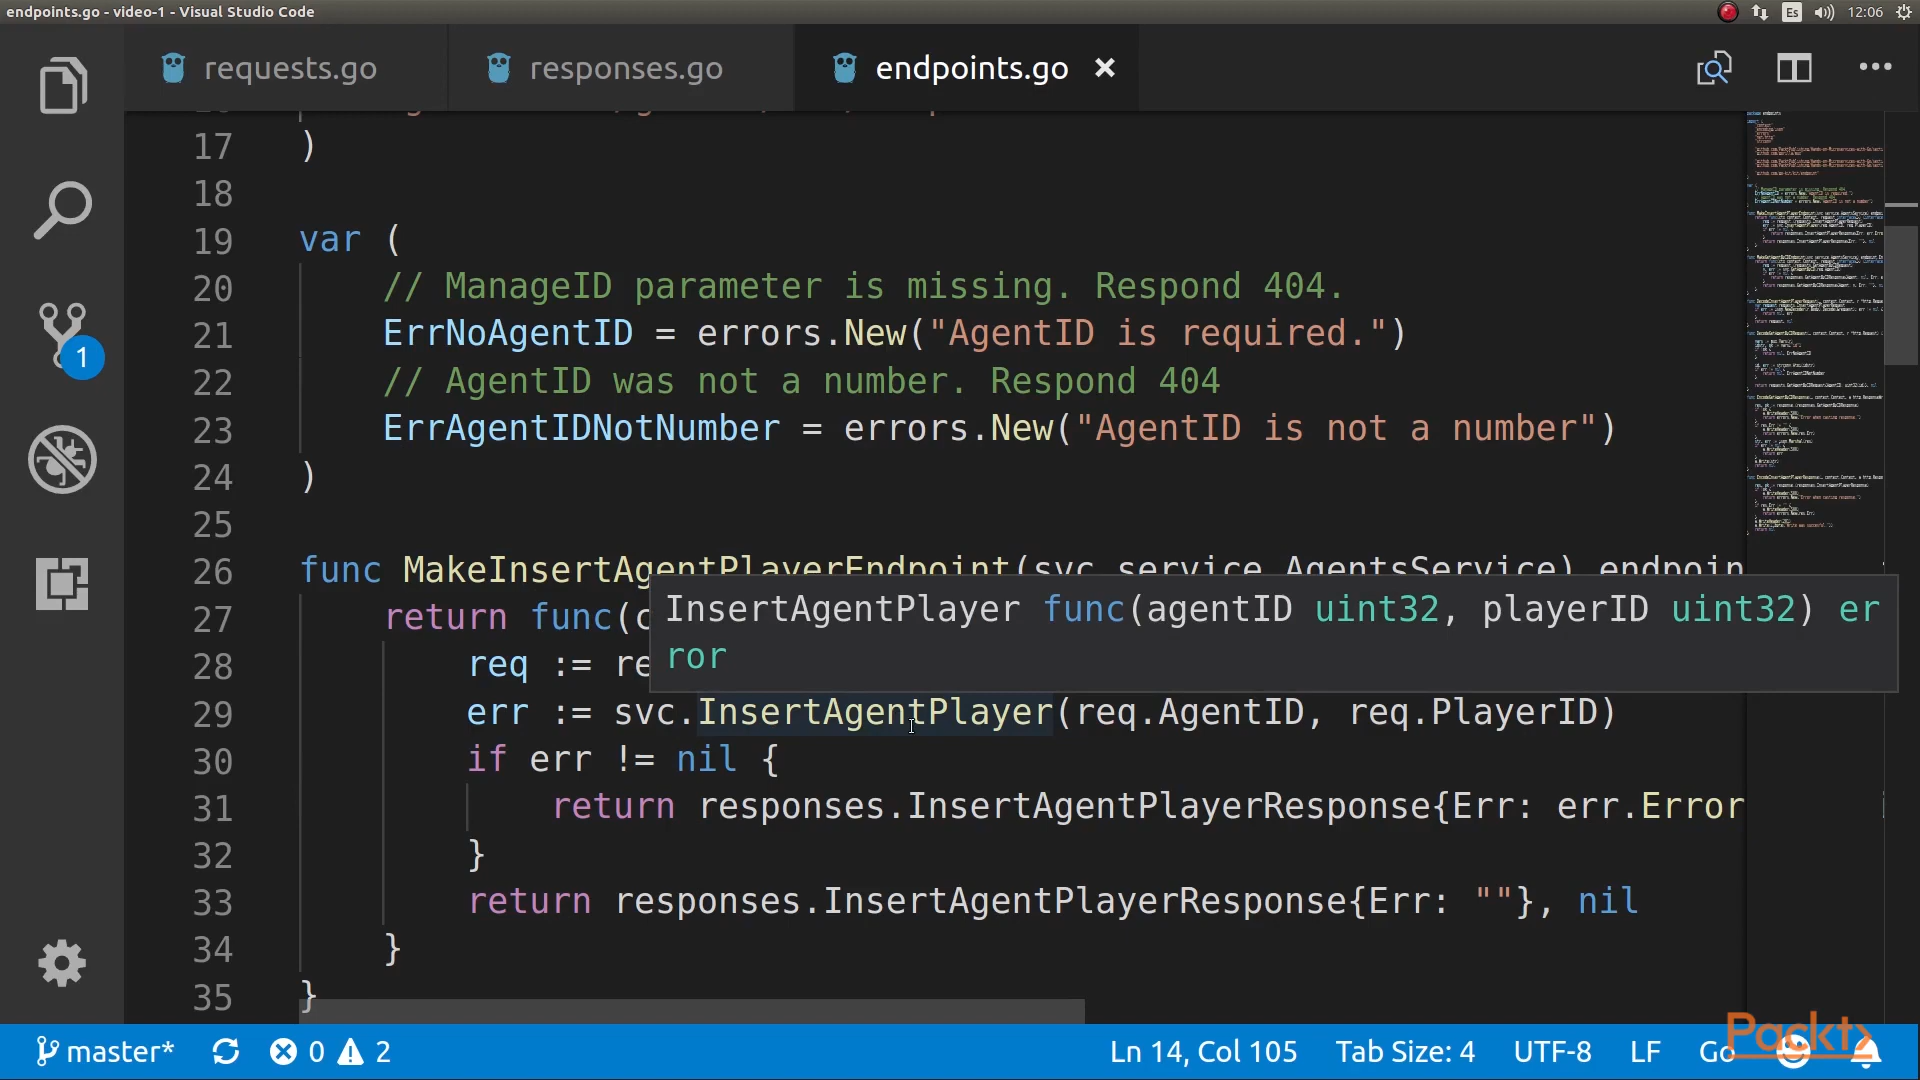 endpoints.go - video-1 - Visual Studio Code
Es
12:06
requests.go
responses.go
endpoints.go
17 )
18
19 var (
20 // ManageID parameter is missing. Respond 404.
21 ErrNoAgentID = errors.New("AgentID is required.")
22 // AgentID was not a number. Respond 404
23 ErrAgentIDNotNumber = errors.New("AgentID is not a number")
24 )
25
26 func MakeInsertAgentPlayerEndpoint(svc service.AgentsService) endpoin
InsertAgentPlayer func(agentID uint32, playerID uint32) er
ror
27 return func(c
28 req := re
29 err := svc.InsertAgentPlayer(req.AgentID, req.PlayerID)
30 if err != nil {
31 return responses.InsertAgentPlayerResponse{Err: err.Error
32 }
33 return responses.InsertAgentPlayerResponse{Err: ""}, nil
34 }
35 }
1
master*
0
2
Ln 14, Col 105
Tab Size: 4
UTF-8
LF
Go
Packt>